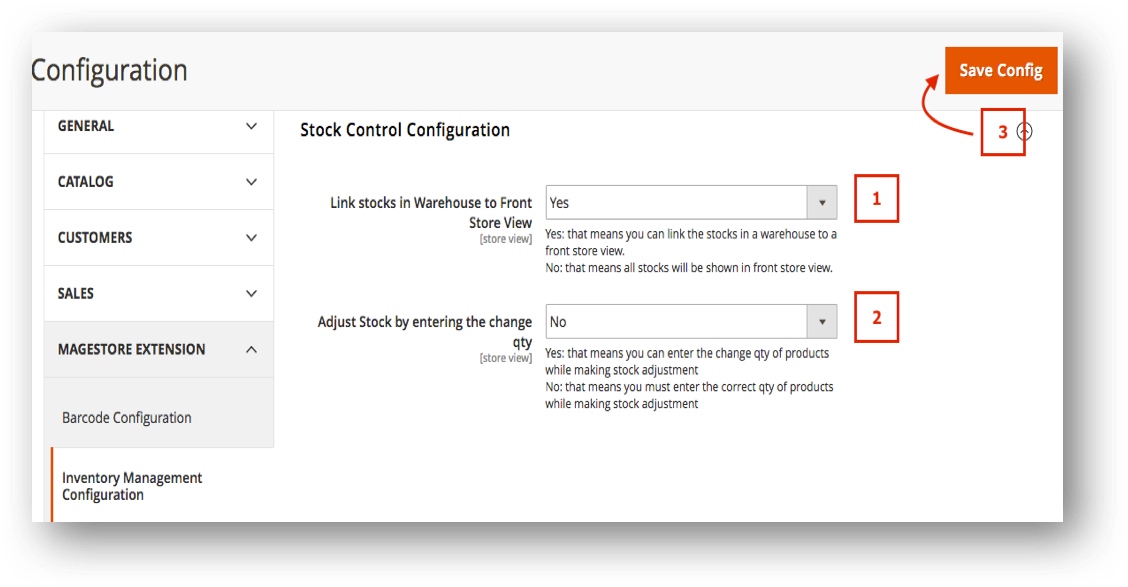 Configuration
Save Config
3
GENERAL
CATALOG
CUSTOMERS
SALES
MAGESTORE EXTENSION
Barcode Configuration
Inventory Management
Configuration
Stock Control Configuration
Link stocks in Warehouse to Front
Store View
[store view]
Yes
1
Yes: that means you can link the stocks in a warehouse to a
front store view.
No: that means all stocks will be shown in front store view.
Adjust Stock by entering the change
qty
[store view]
No
2
Yes: that means you can enter the change qty of products
while making stock adjustment
No: that means you must enter the correct qty of products
while making stock adjustment